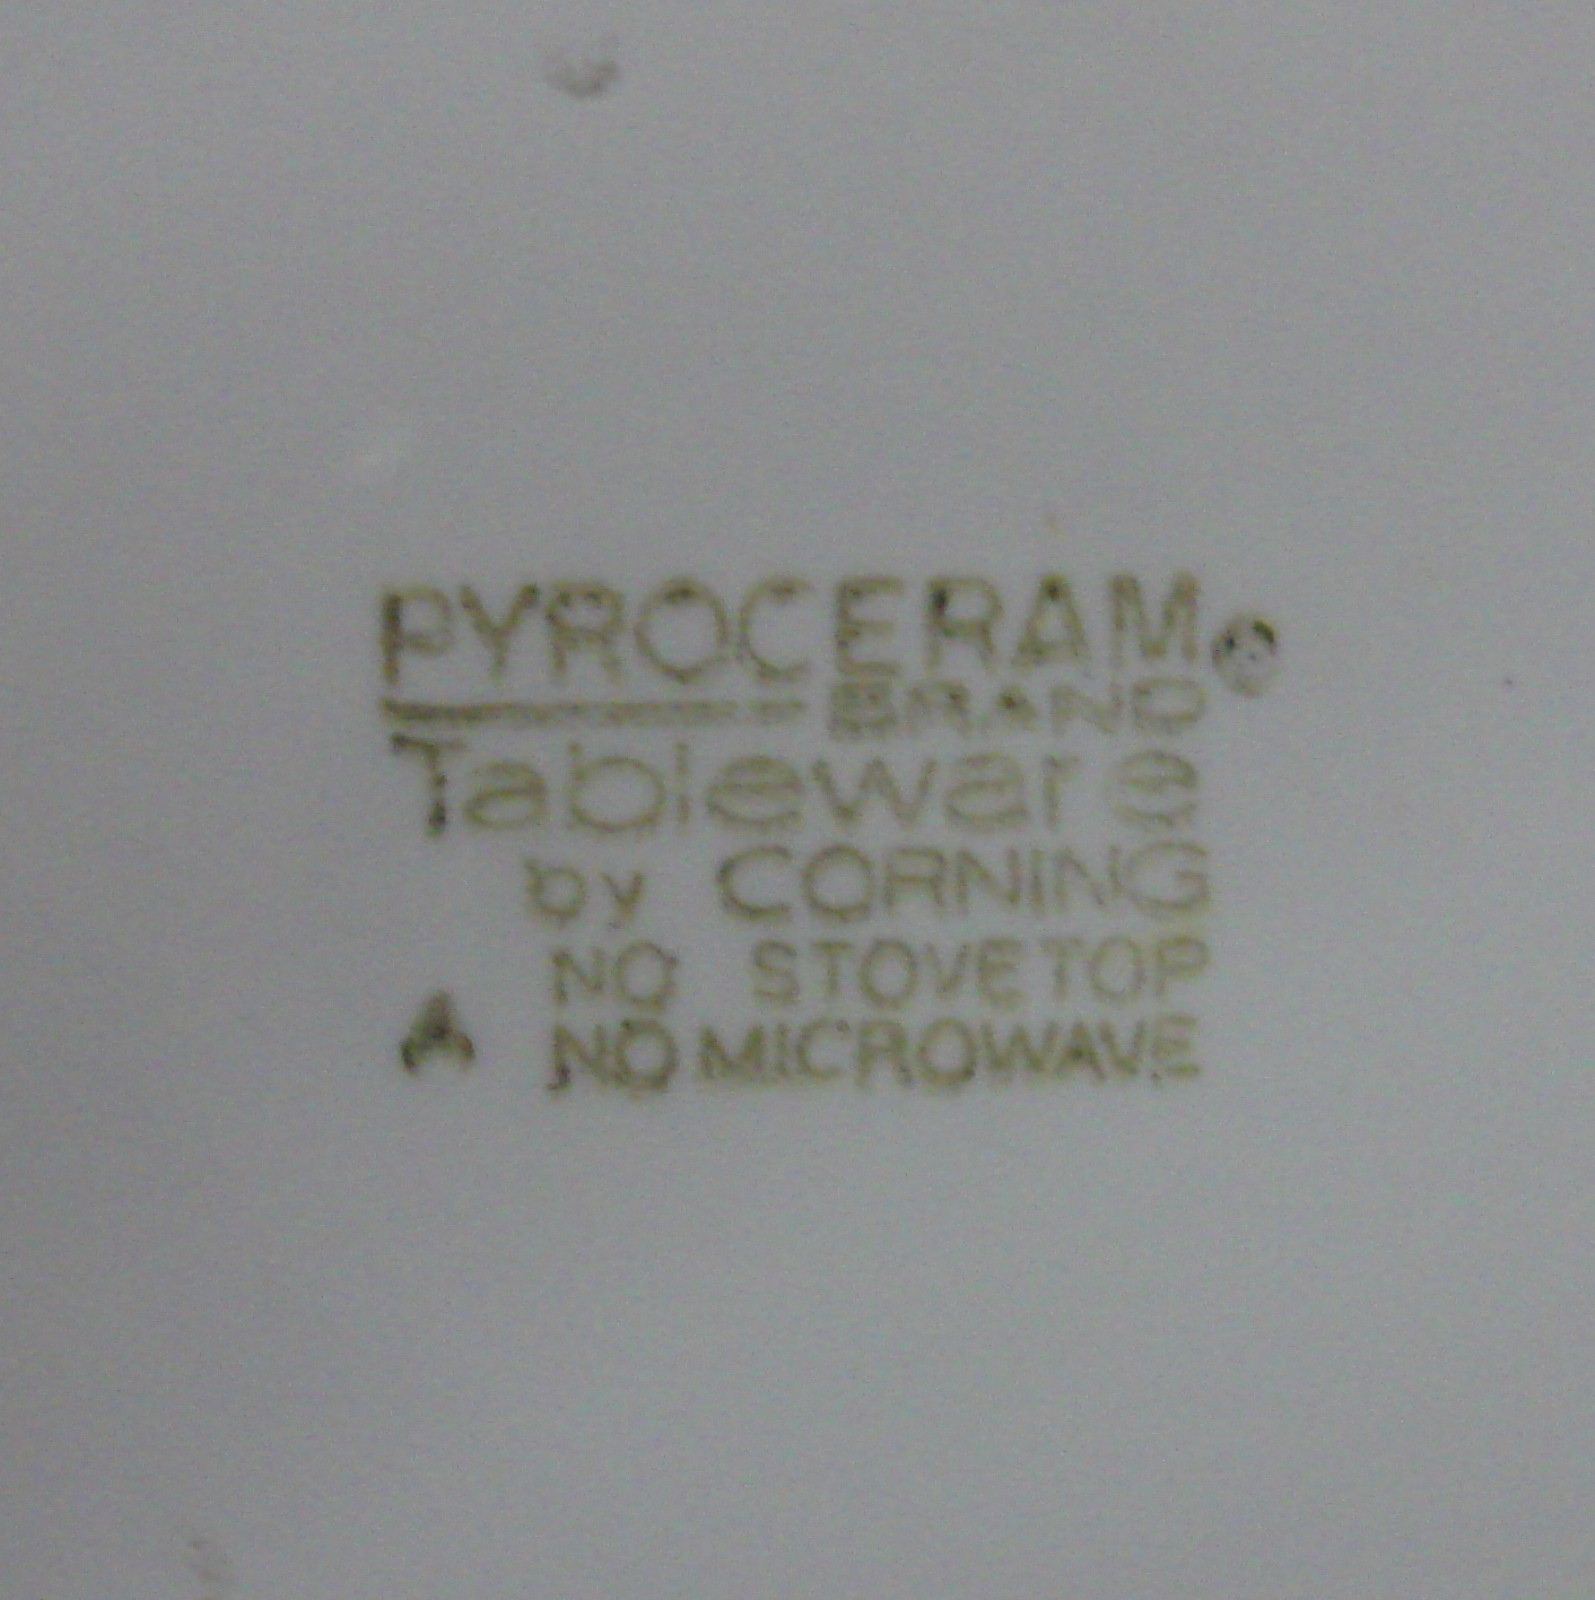 PYROCERAM®
BRAND
Tableware
by CORNING
NO STOVETOP
A NO MICROWAVE